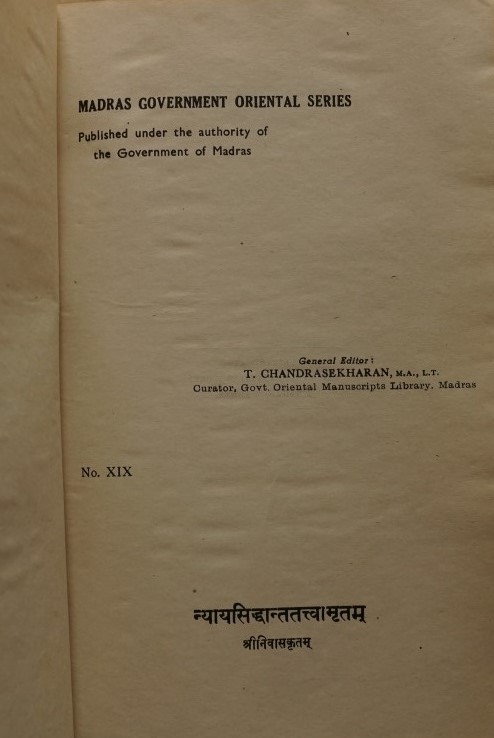 MADRAS GOVERNMENT ORIENTAL SERIES
Published under the authority of
the Government of Madras
General Editor :
T. CHANDRASEKHARAN, M.A., L.T.
Curator, Govt. Oriental Manuscripts Library, Madras
No. XIX
न्यायसिद्धान्ततत्त्वामृतम्
श्रीनिवासकृतम्